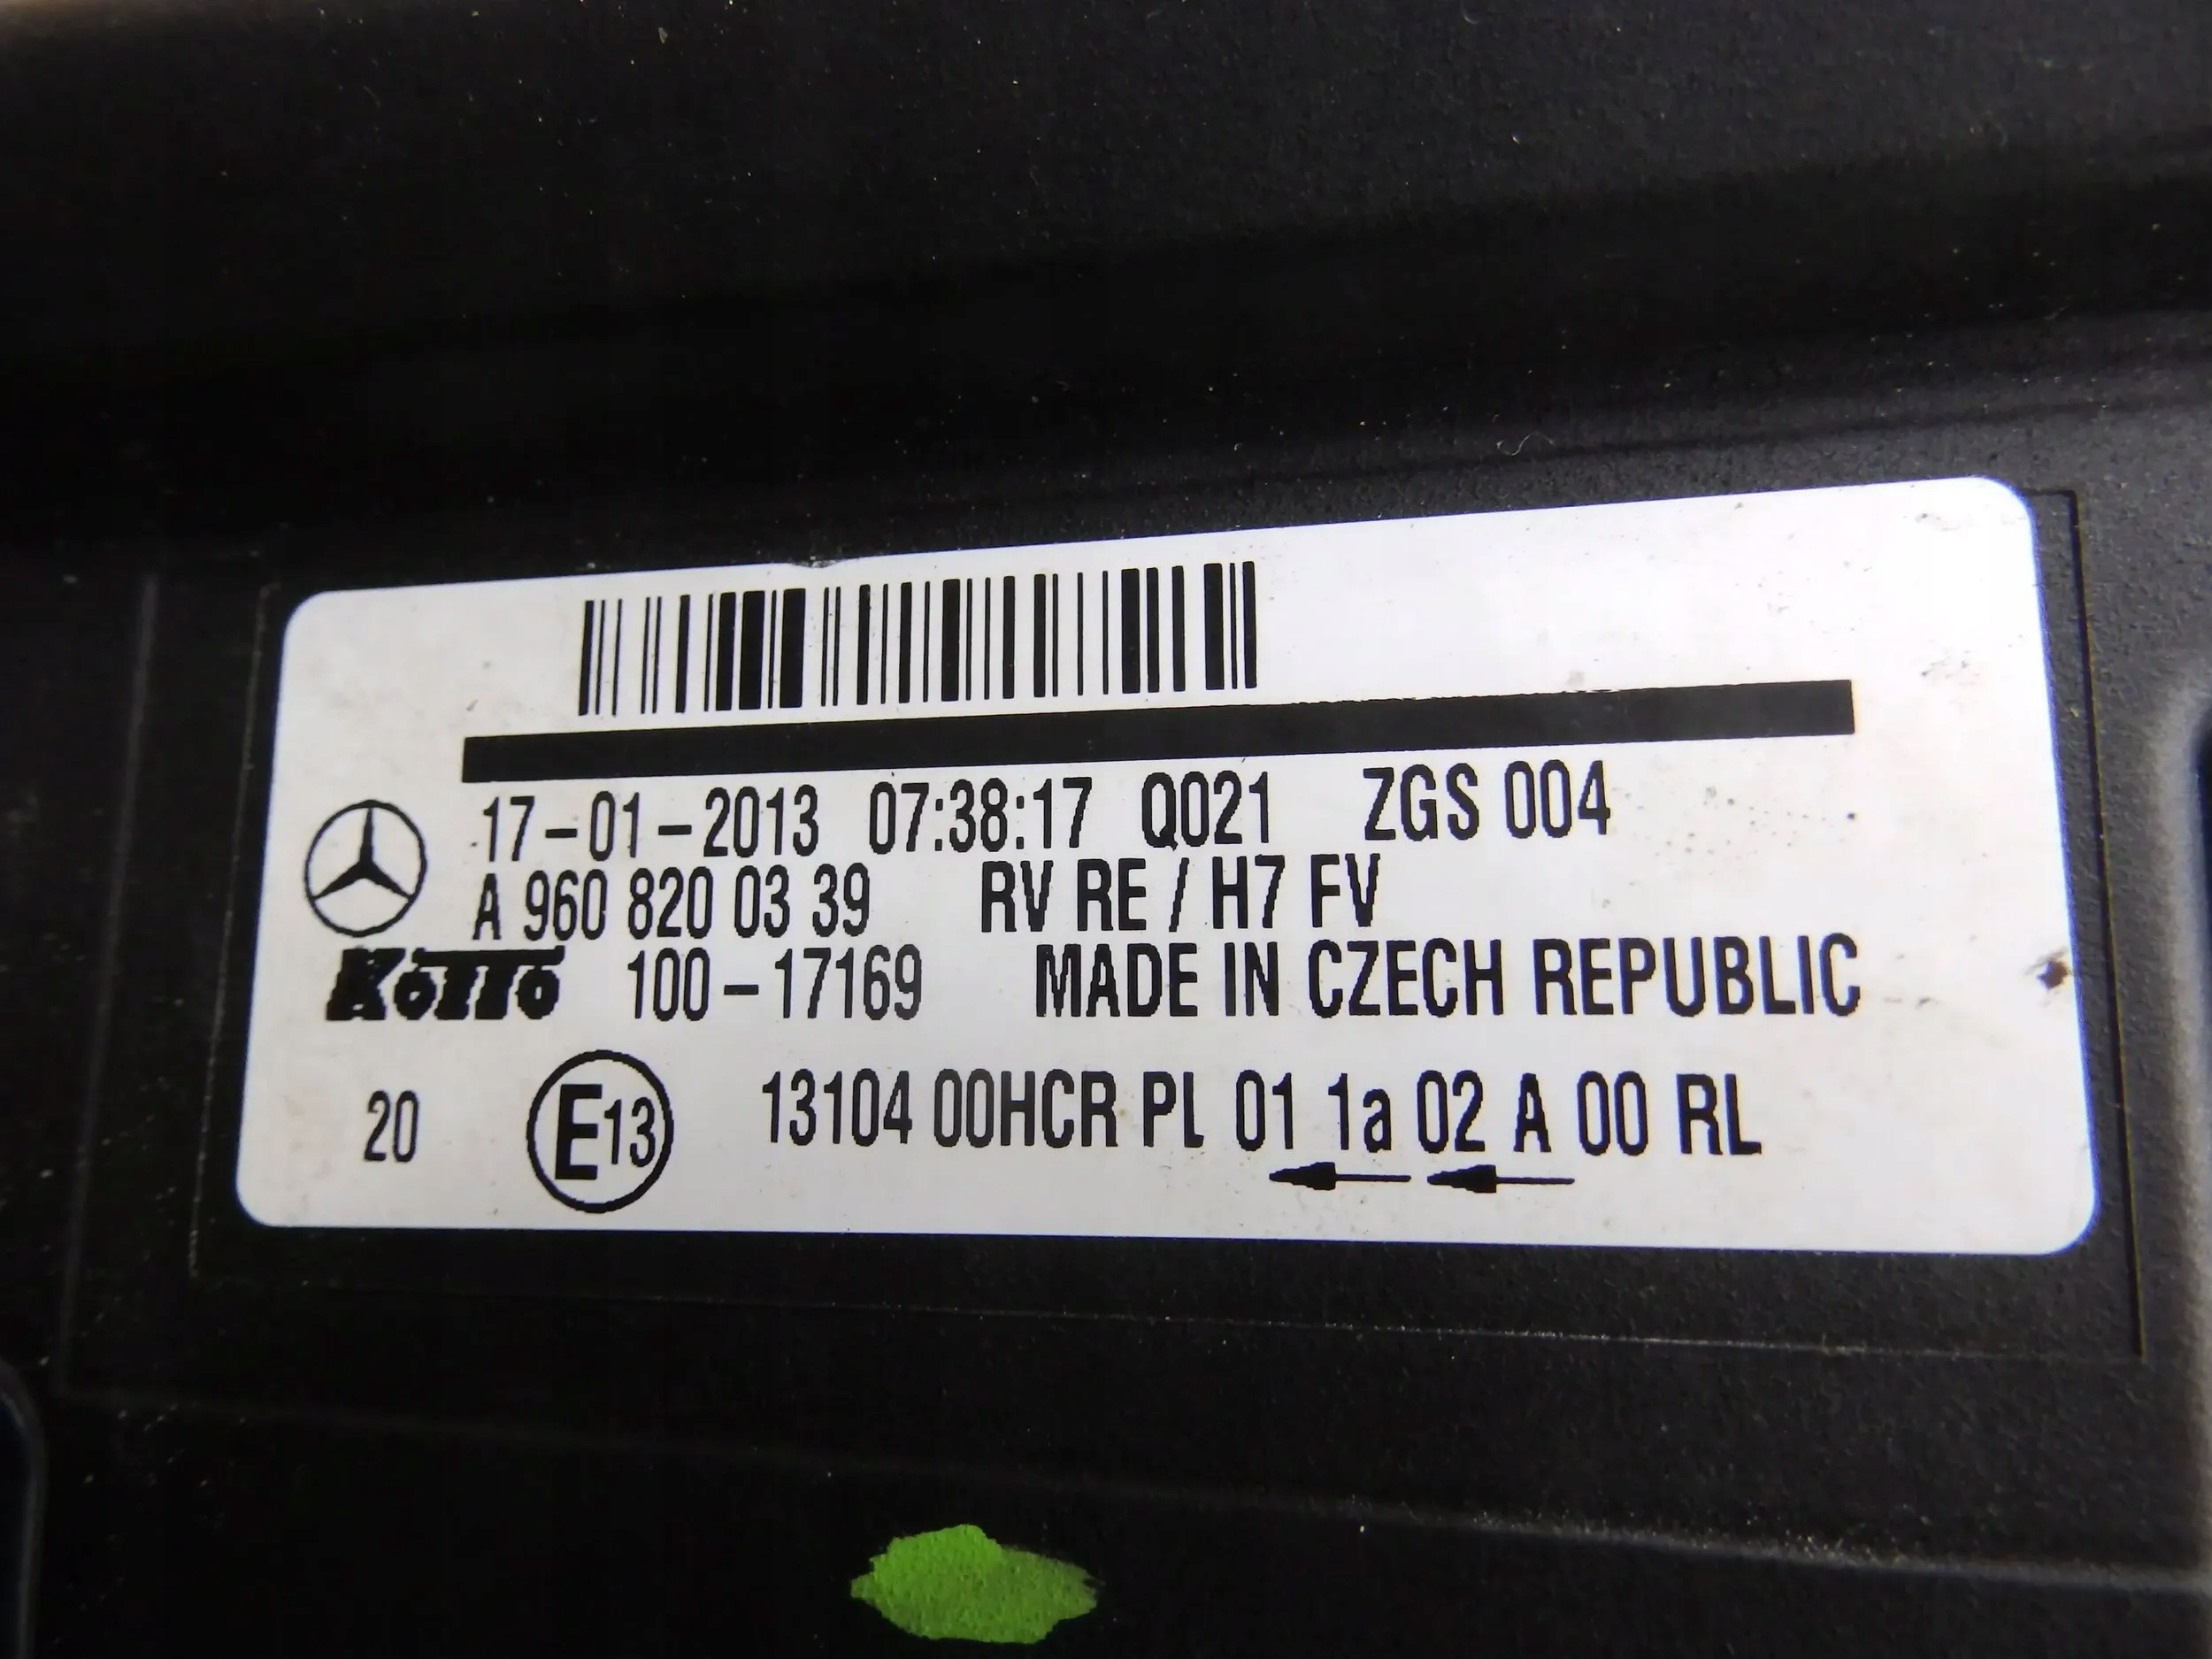 17-01-2013 07:38:17 Q021 ZGS 004
A 960 820 03 39 RV RE / H7 FV
KOITO 100-17169 MADE IN CZECH REPUBLIC
20 E13 13104 00HCR PL 01 1a 02 A 00 RL